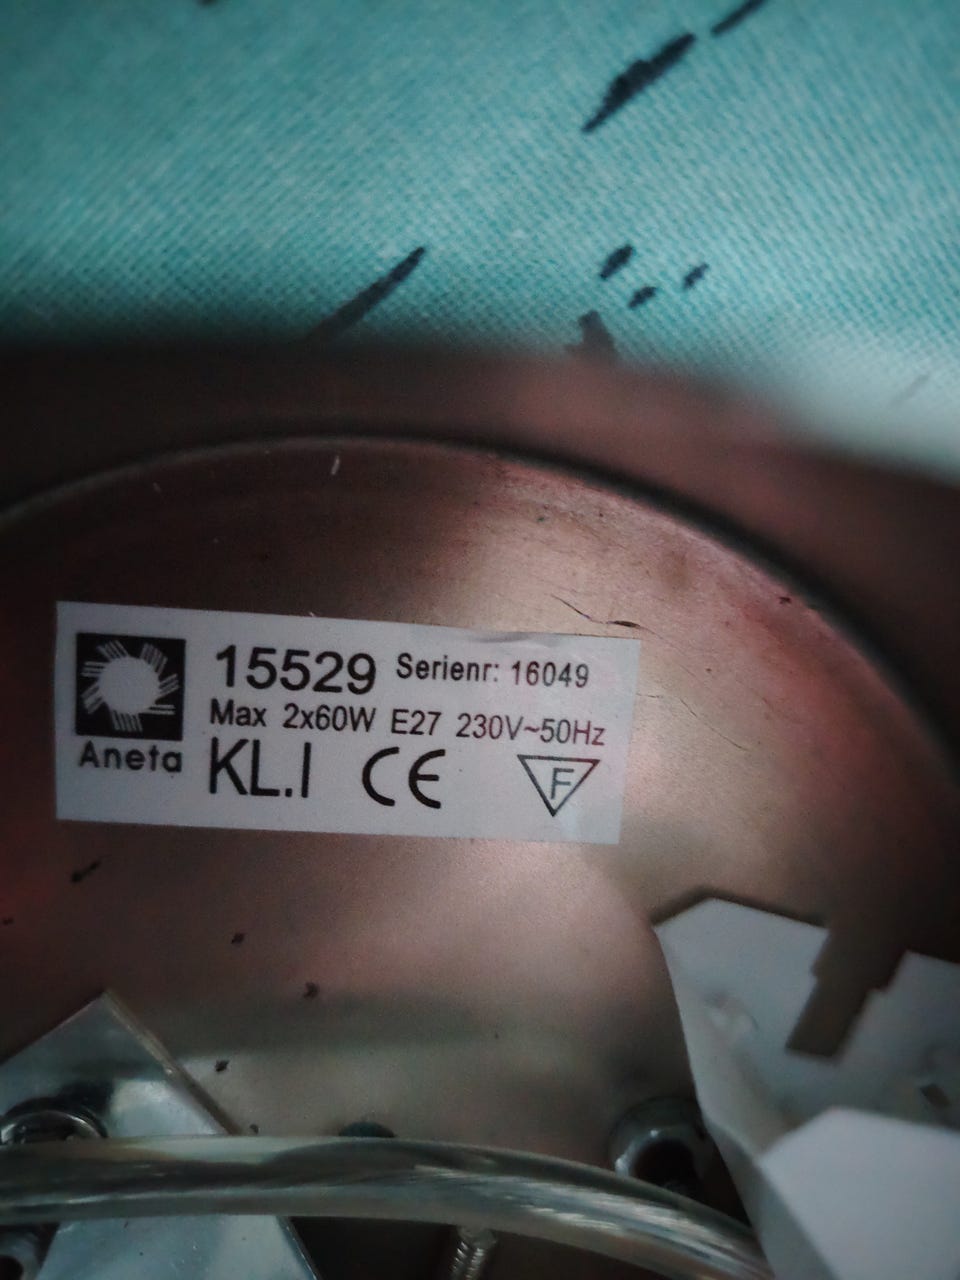 15529 Serienr: 16049
Max 2x60W E27 230V~50Hz
Aneta KL.I CE F